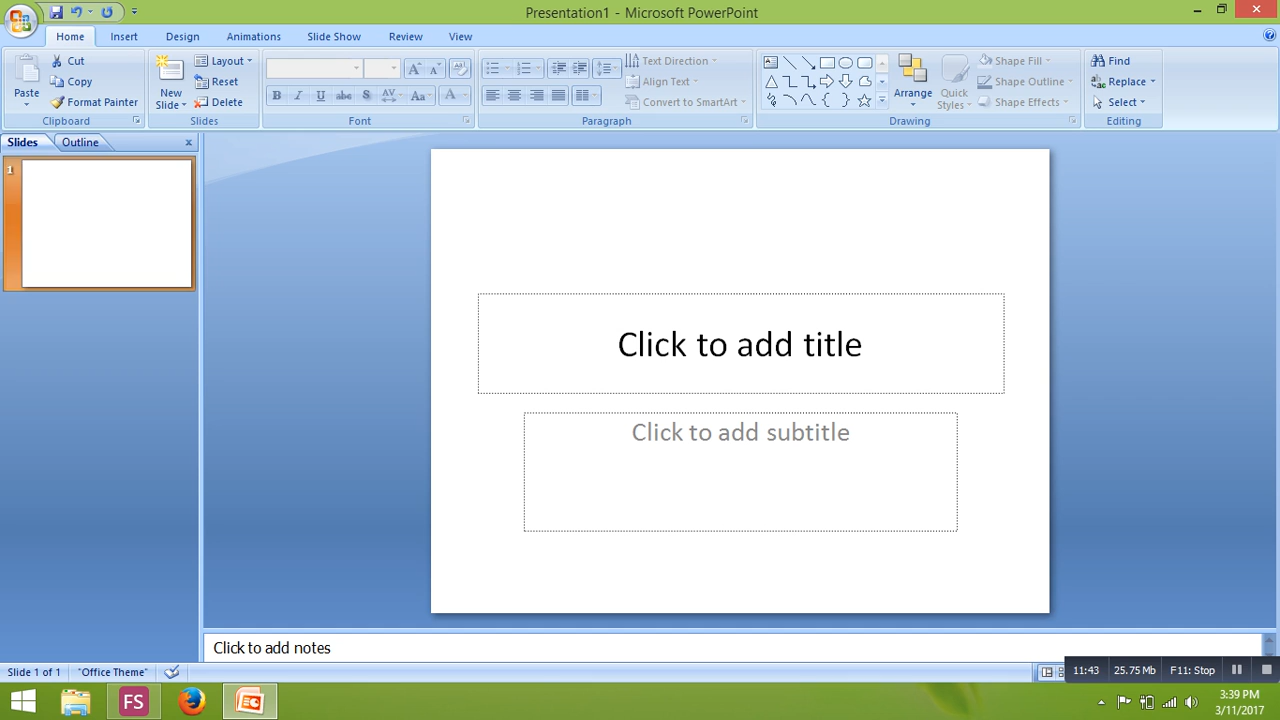 Presentation1 - Microsoft PowerPoint
Home Insert Design Animations Slide Show Review View
Cut Layout Text Direction Shape Fill Find
Copy Reset Align Text Shape Outline Replace
Paste Format Painter New Slide Delete B I U abc AV Aa A Convert to SmartArt Arrange Quick Styles Shape Effects Select
Clipboard Slides Font Paragraph Drawing Editing
Slides Outline
1
Click to add title
Click to add subtitle
Click to add notes
Slide 1 of 1 "Office Theme" 11:43 25.75 Mb F11: Stop
FS 3:39 PM
3/11/2017